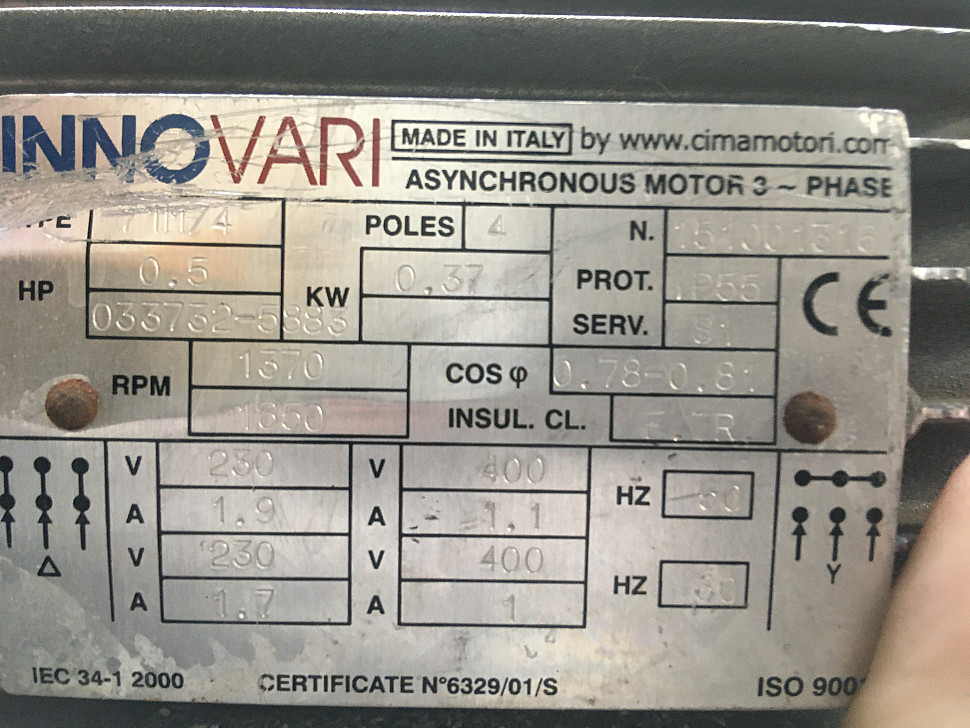 INNOVARI MADE IN ITALY by www.cimamotori.com
ASYNCHRONOUS MOTOR 3 ~ PHASE
POLES 4 N.
HP 0.5 KW 0.37 PROT. IP55
033732-5883 SERV. S1
RPM 1370 COS φ 0.78-0.81
1650 INSUL. CL.
V 230 V 400 HZ 50
A 1.9 A 1.1
V 230 V 400 HZ 60
A 1.7 A 1
Δ Y
IEC 34-1 2000 CERTIFICATE N°6329/01/S ISO 9001
CE